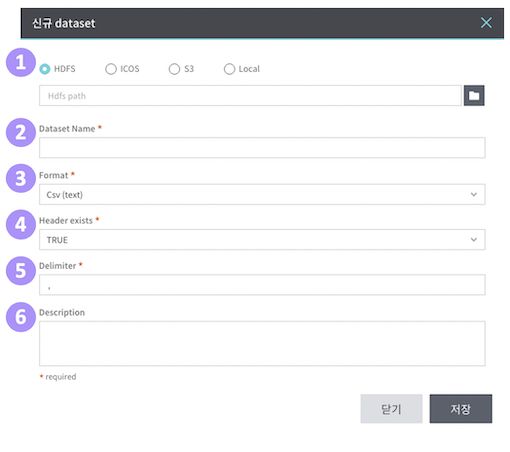 신규 dataset
1
HDFS ICOS S3 Local
Hdfs path
2
Dataset Name *
3
Format *
Csv (text)
4
Header exists *
TRUE
5
Delimiter *
,
6
Description
* required
닫기 저장